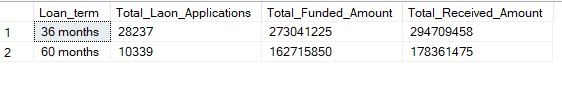 Loan_term Total_Laon_Applications Total_Funded_Amount Total_Received_Amount
1 36 months 28237 273041225 294709458
2 60 months 10339 162715850 178361475